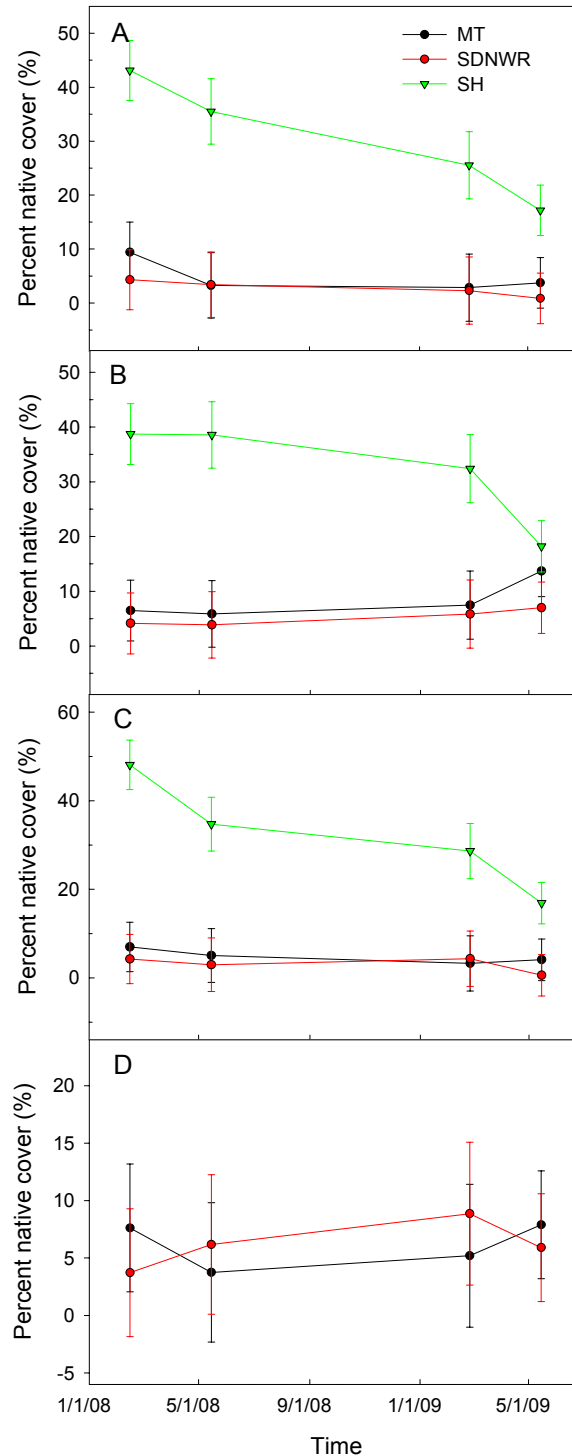 A
MT
SDNWR
SH
50
40
30
20
10
0
Percent native cover (%)
B
50
40
30
20
10
0
Percent native cover (%)
C
60
40
20
0
Percent native cover (%)
D
20
15
10
5
0
-5
Percent native cover (%)
1/1/08 5/1/08 9/1/08 1/1/09 5/1/09
Time